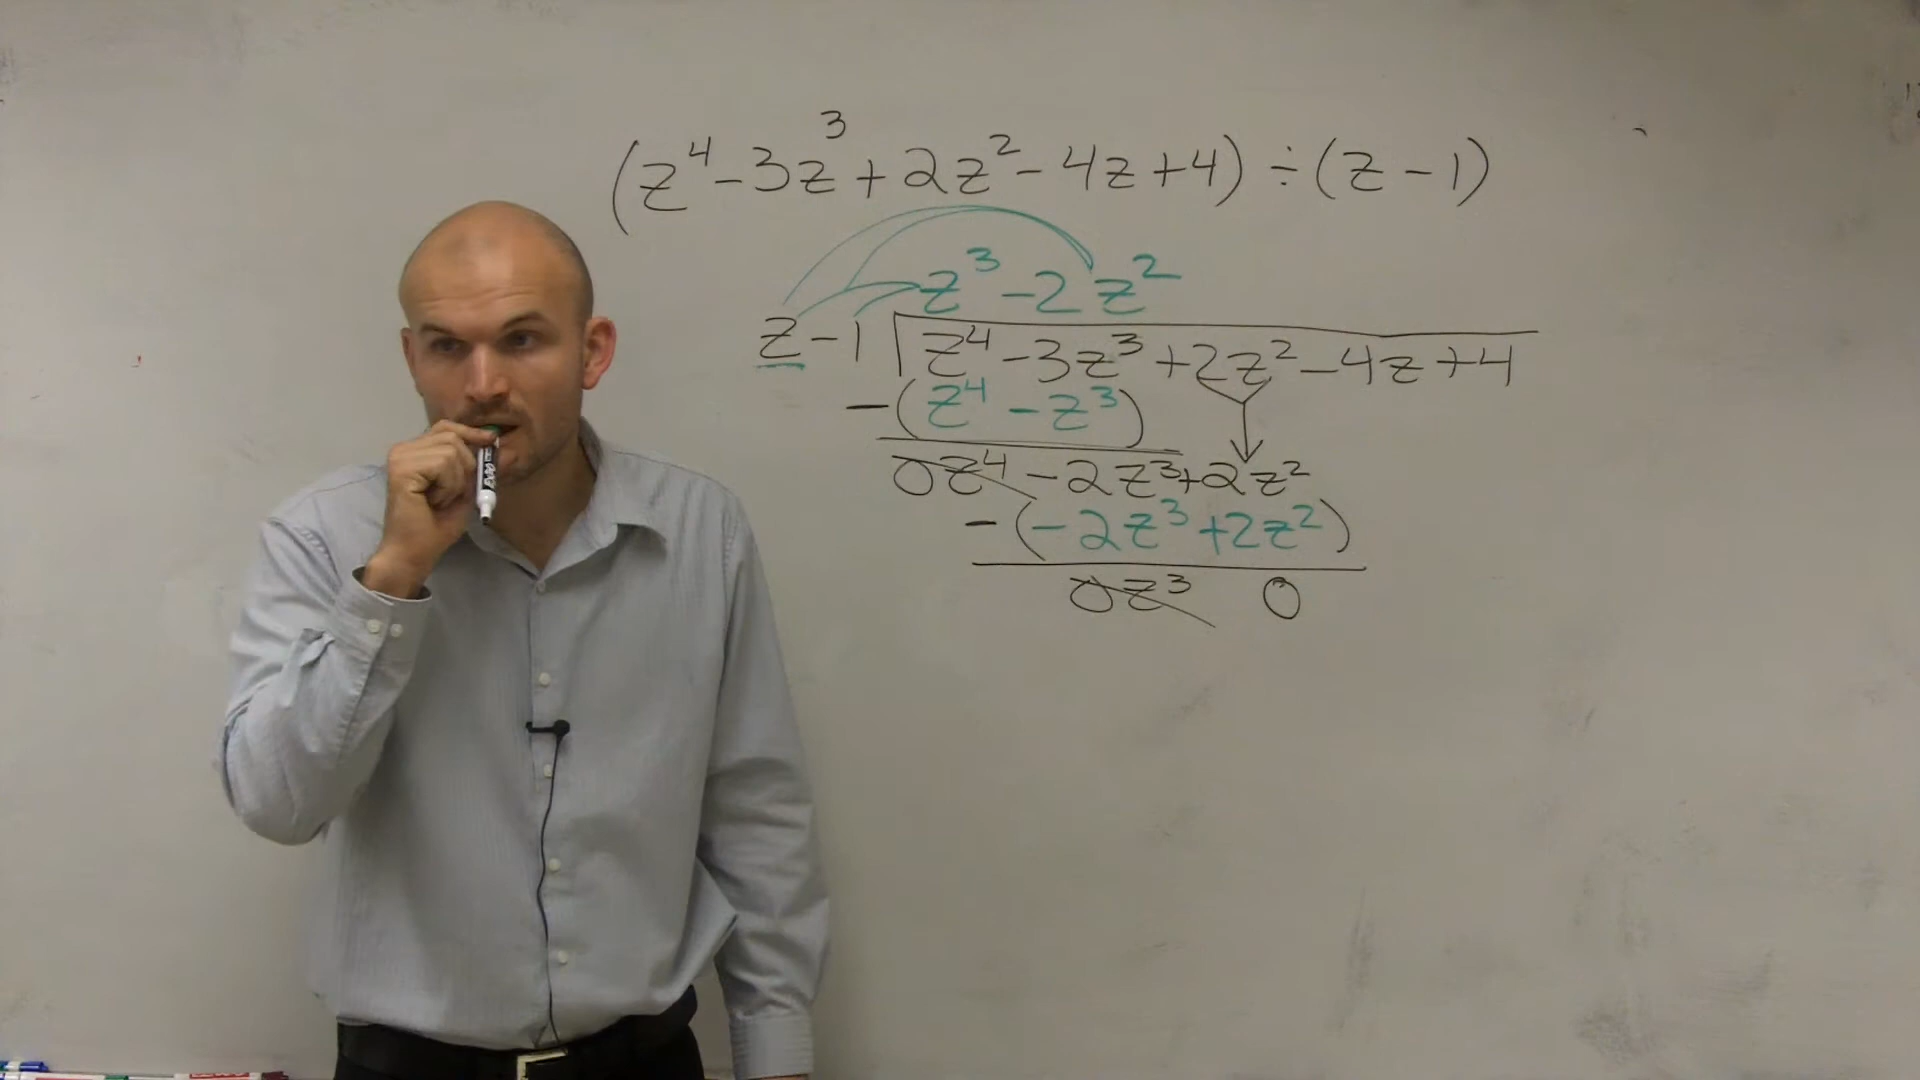 (z⁴ - 3z³ + 2z² - 4z + 4) ÷ (z - 1)
z³ - 2z²
z - 1 z⁴ - 3z³ + 2z² - 4z + 4
- (z⁴ - z³)
0z⁴ - 2z³ + 2z²
- (-2z³ + 2z²)
0z³ 0